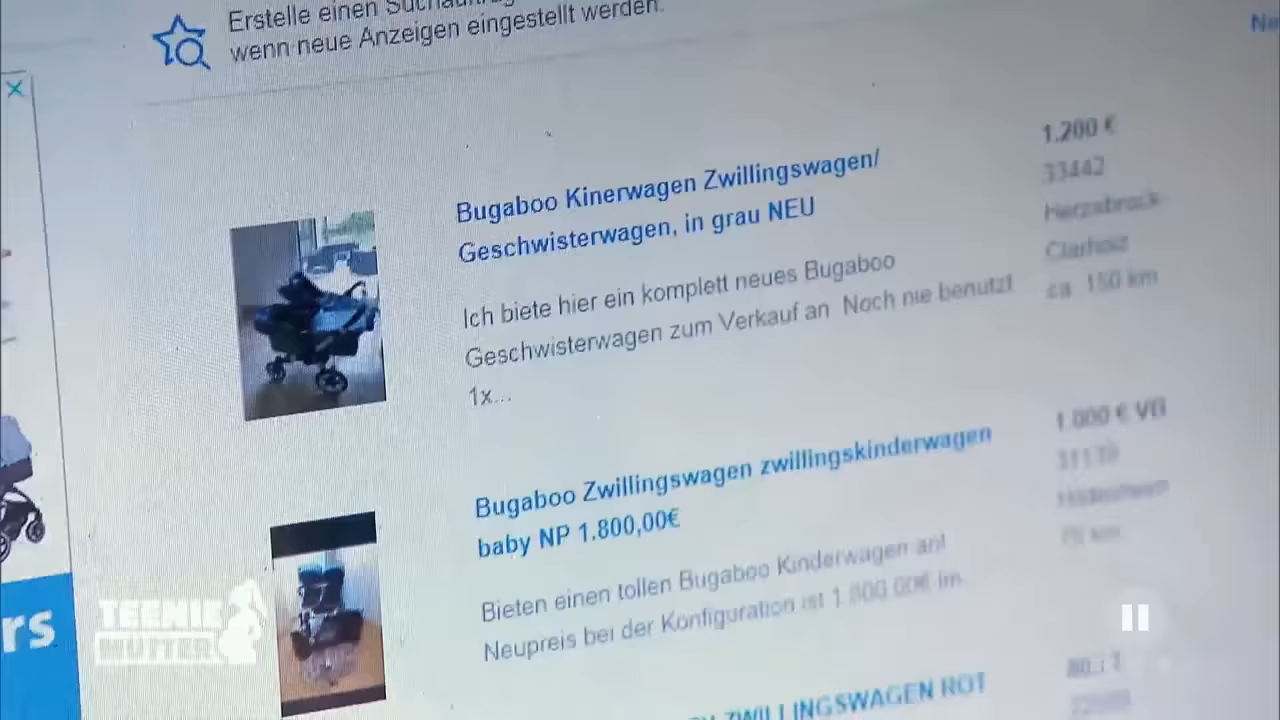 Erstelle einen Suchauftrag
wenn neue Anzeigen eingestellt werden.
Ne
Bugaboo Kinerwagen Zwillingswagen/
Geschwisterwagen, in grau NEU
Ich biete hier ein komplett neues Bugaboo
Geschwisterwagen zum Verkauf an Noch nie benutzt
1x...
1.200 €
33442
Herzebrock-
Clarholz
ca. 150 km
Bugaboo Zwillingswagen zwillingskinderwagen
baby NP 1.800,00€
Bieten einen tollen Bugaboo Kinderwagen an!
Neupreis bei der Konfiguration ist 1.800,00€ im
1.000 € VB
ZWILLINGSWAGEN ROT
rs
TEENIE
MUTTER